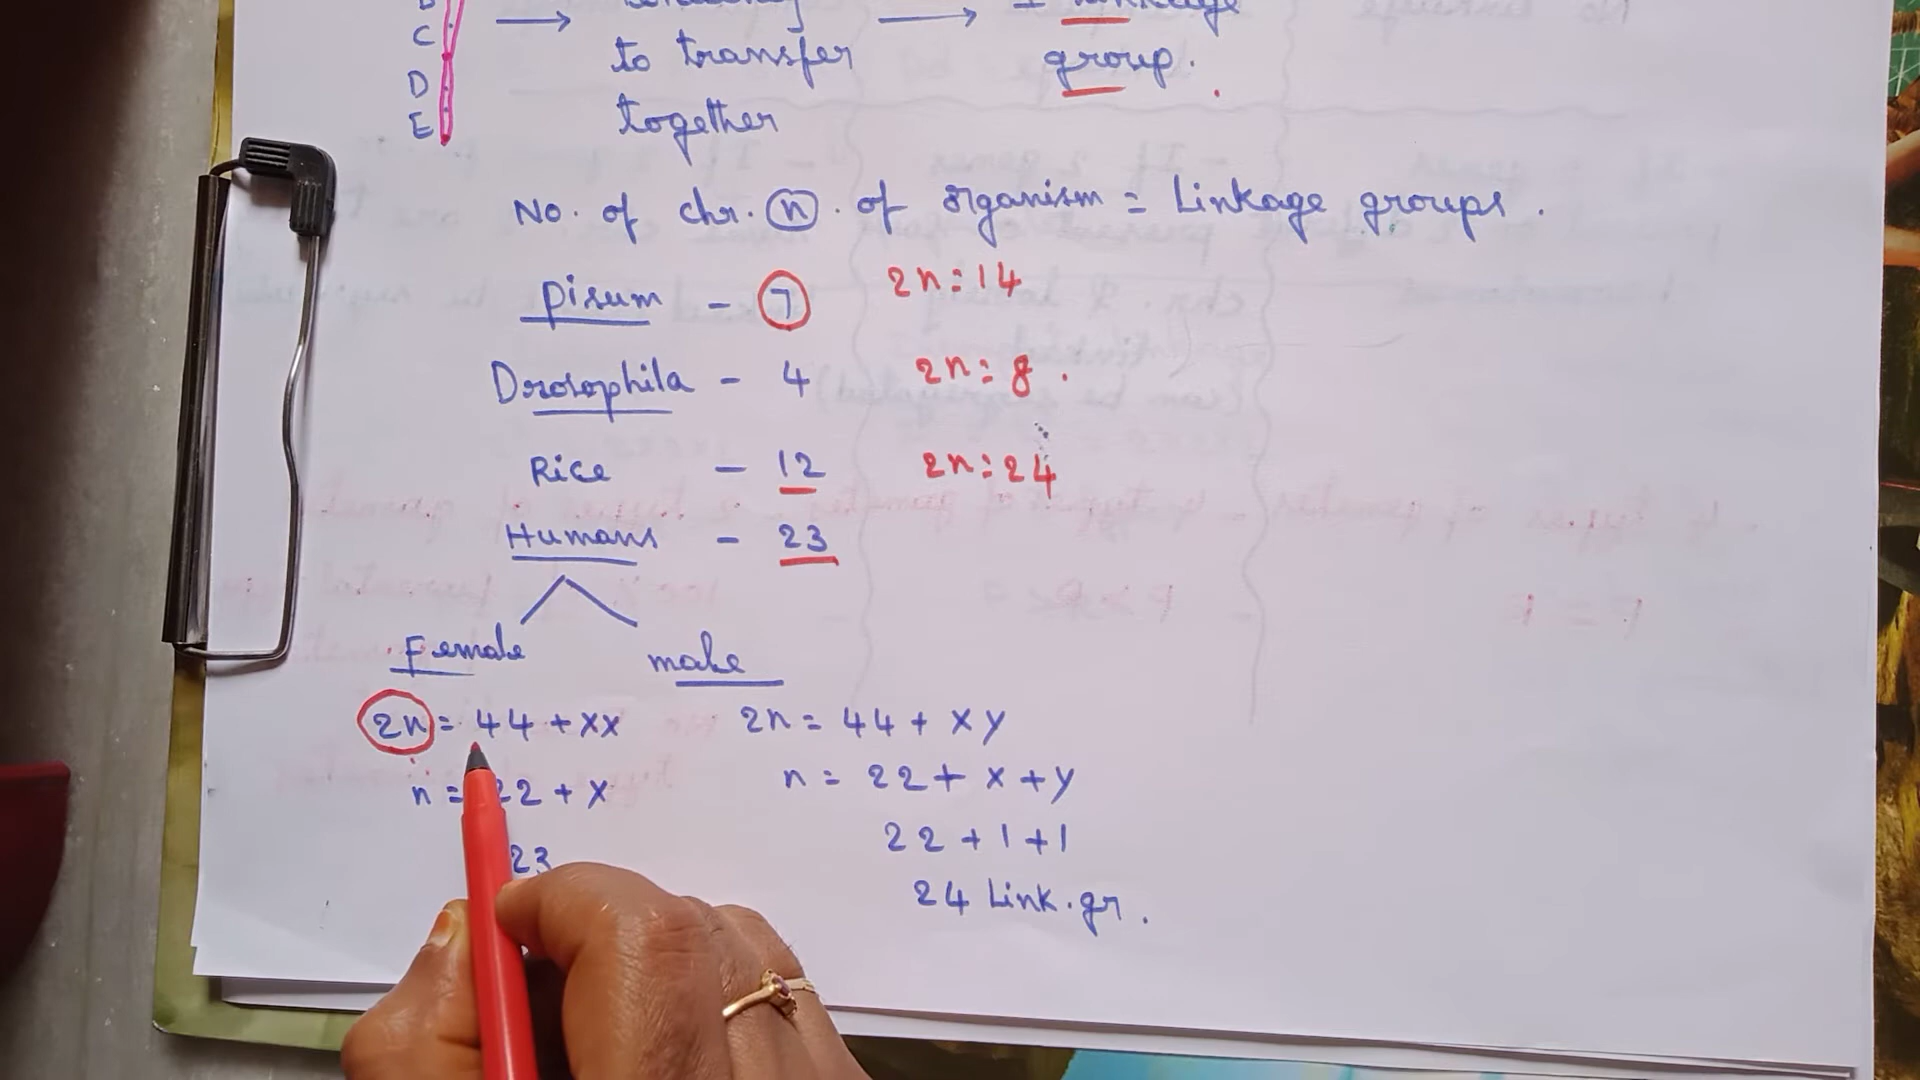 C
D
E
to transfer
together
linkage
group.
No. of chr. n . of organism = Linkage groups.
Pisum - 7 2n = 14
Drosophila - 4 2n = 8 .
Rice - 12 2n = 24
Humans - 23
Female male
2n = 44 + xx 2n = 44 + xy
n = 22 + x n = 22 + x + y
23 22 + 1 + 1
24 Link. gr.